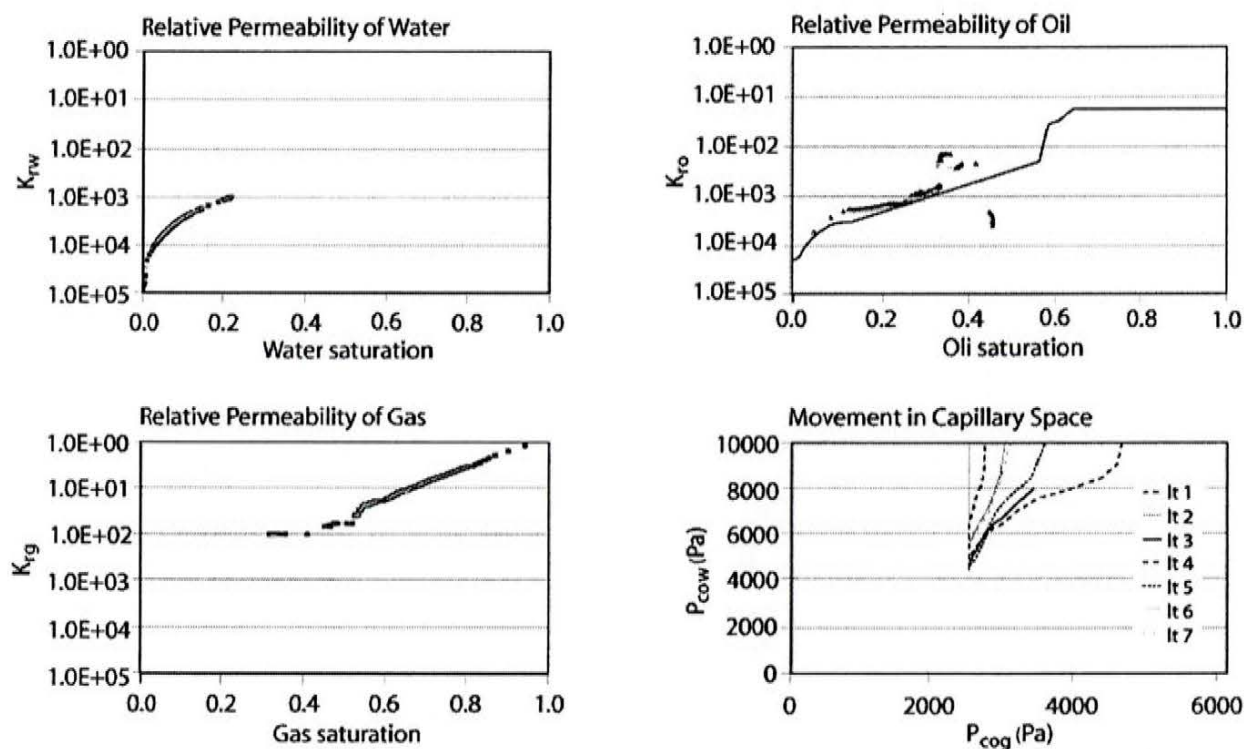 Relative Permeability of Water
1.0E+00
1.0E+01
1.0E+02
1.0E+03
1.0E+04
1.0E+05
Krw
0.0 0.2 0.4 0.6 0.8 1.0
Water saturation
Relative Permeability of Oil
1.0E+00
1.0E+01
1.0E+02
1.0E+03
1.0E+04
1.0E+05
Kro
0.0 0.2 0.4 0.6 0.8 1.0
Oli saturation
Relative Permeability of Gas
1.0E+00
1.0E+01
1.0E+02
1.0E+03
1.0E+04
1.0E+05
Krg
0.0 0.2 0.4 0.6 0.8 1.0
Gas saturation
Movement in Capillary Space
10000
8000
6000
4000
2000
0
Pcow (Pa)
It 1
It 2
It 3
It 4
It 5
It 6
It 7
0 2000 4000 6000
Pcog (Pa)